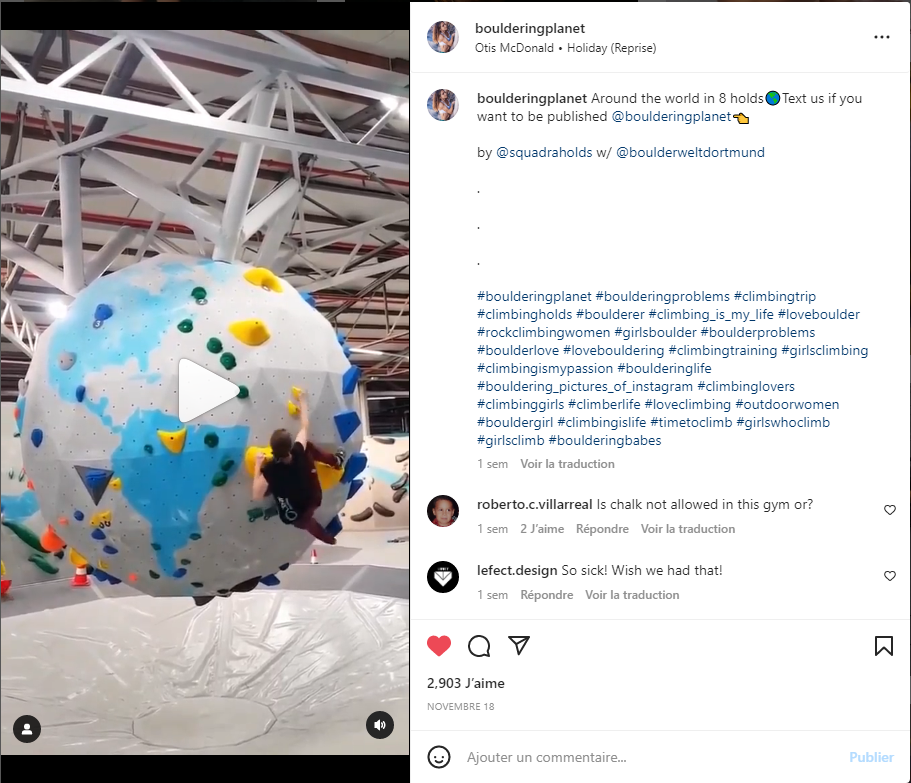 boulderingplanet
Otis McDonald • Holiday (Reprise)
boulderingplanet Around the world in 8 holds🌎Text us if you
want to be published @boulderingplanet👈
by @squadraholds w/ @boulderweltdortmund
.
.
.
#boulderingplanet #boulderingproblems #climbingtrip
#climbingholds #boulderer #climbing_is_my_life #loveboulder
#rockclimbingwomen #girlsboulder #boulderproblems
#boulderlove #lovebouldering #climbingtraining #girlsclimbing
#climbingismypassion #boulderinglife
#bouldering_pictures_of_instagram #climbinglovers
#climbinggirls #climberlife #loveclimbing #outdoorwomen
#bouldergirl #climbingislife #timetoclimb #girlswhoclimb
#girlsclimb #boulderingbabes
1 sem Voir la traduction
roberto.c.villarreal Is chalk not allowed in this gym or?
1 sem 2 J'aime Répondre Voir la traduction
lefect.design So sick! Wish we had that!
1 sem Répondre Voir la traduction
2,903 J'aime
NOVEMBRE 18
Ajouter un commentaire... Publier